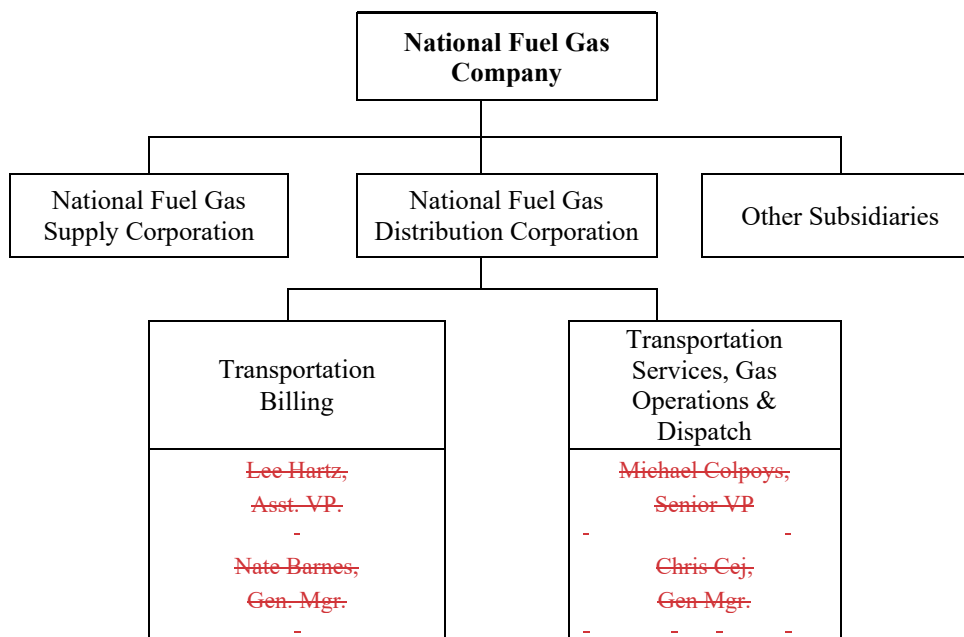 National Fuel Gas
Company
National Fuel Gas
Supply Corporation
National Fuel Gas
Distribution Corporation
Other Subsidiaries
Transportation
Billing
Transportation
Services, Gas
Operations &
Dispatch
Lee Hartz,
Asst. VP.
Nate Barnes,
Gen. Mgr.
Michael Colpoys,
Senior VP
Chris Cej,
Gen Mgr.